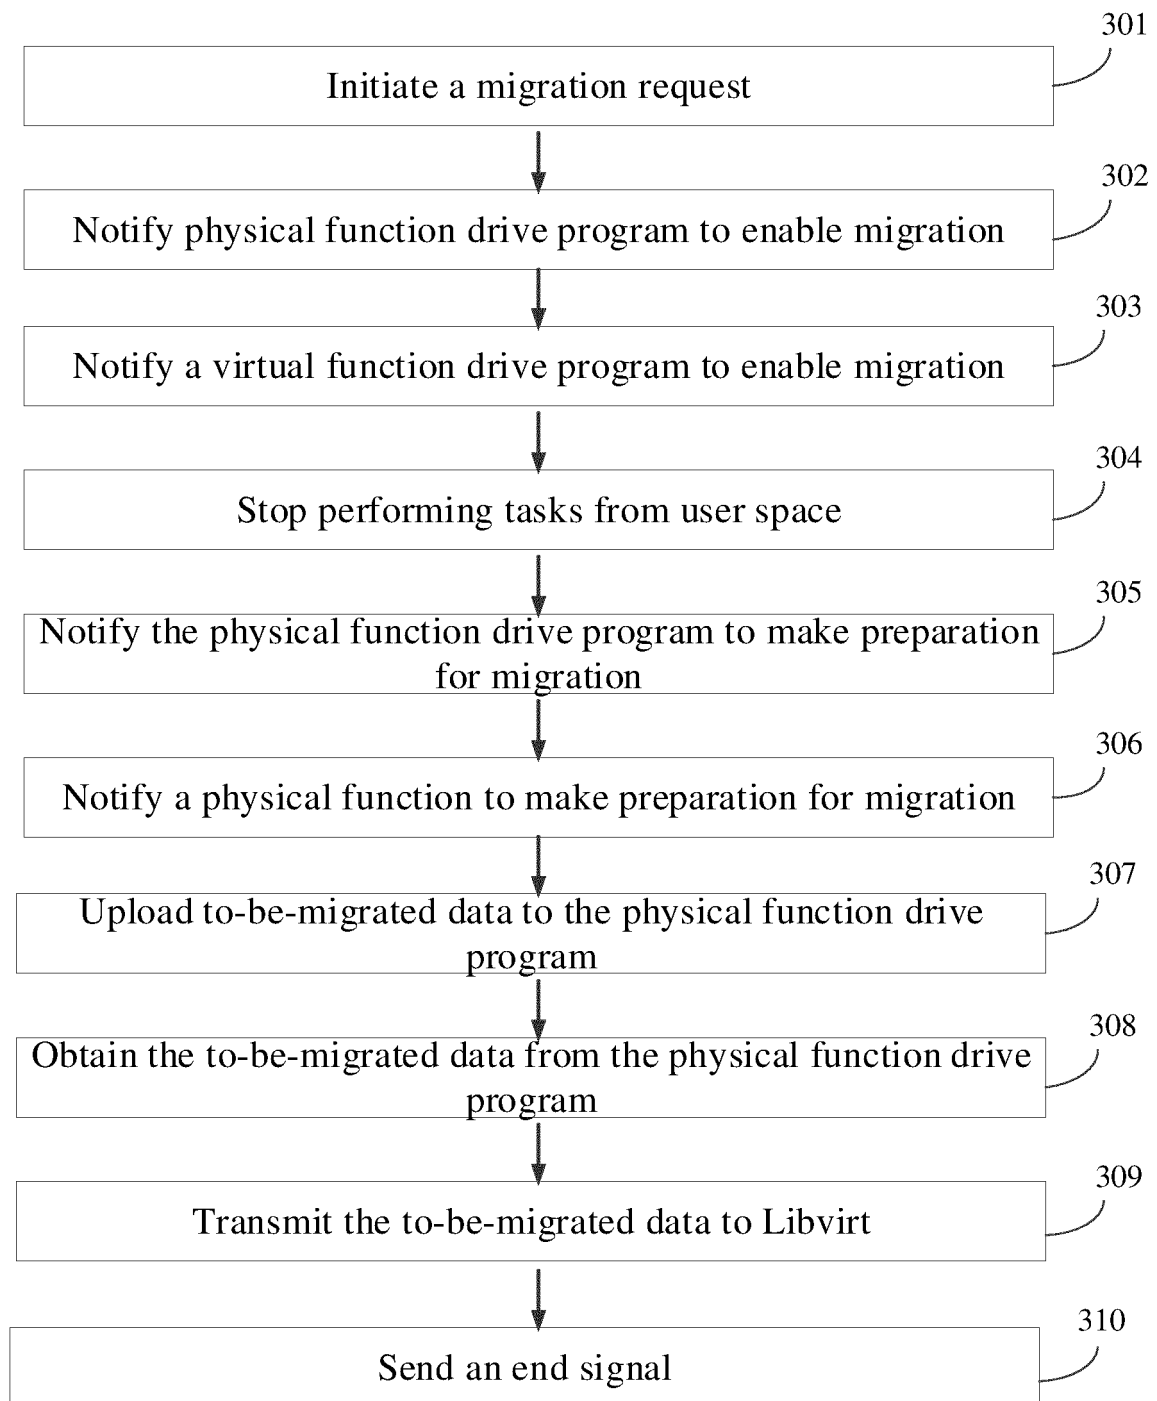 301
Initiate a migration request
302
Notify physical function drive program to enable migration
303
Notify a virtual function drive program to enable migration
304
Stop performing tasks from user space
305
Notify the physical function drive program to make preparation
for migration
306
Notify a physical function to make preparation for migration
307
Upload to-be-migrated data to the physical function drive
program
308
Obtain the to-be-migrated data from the physical function drive
program
309
Transmit the to-be-migrated data to Libvirt
310
Send an end signal